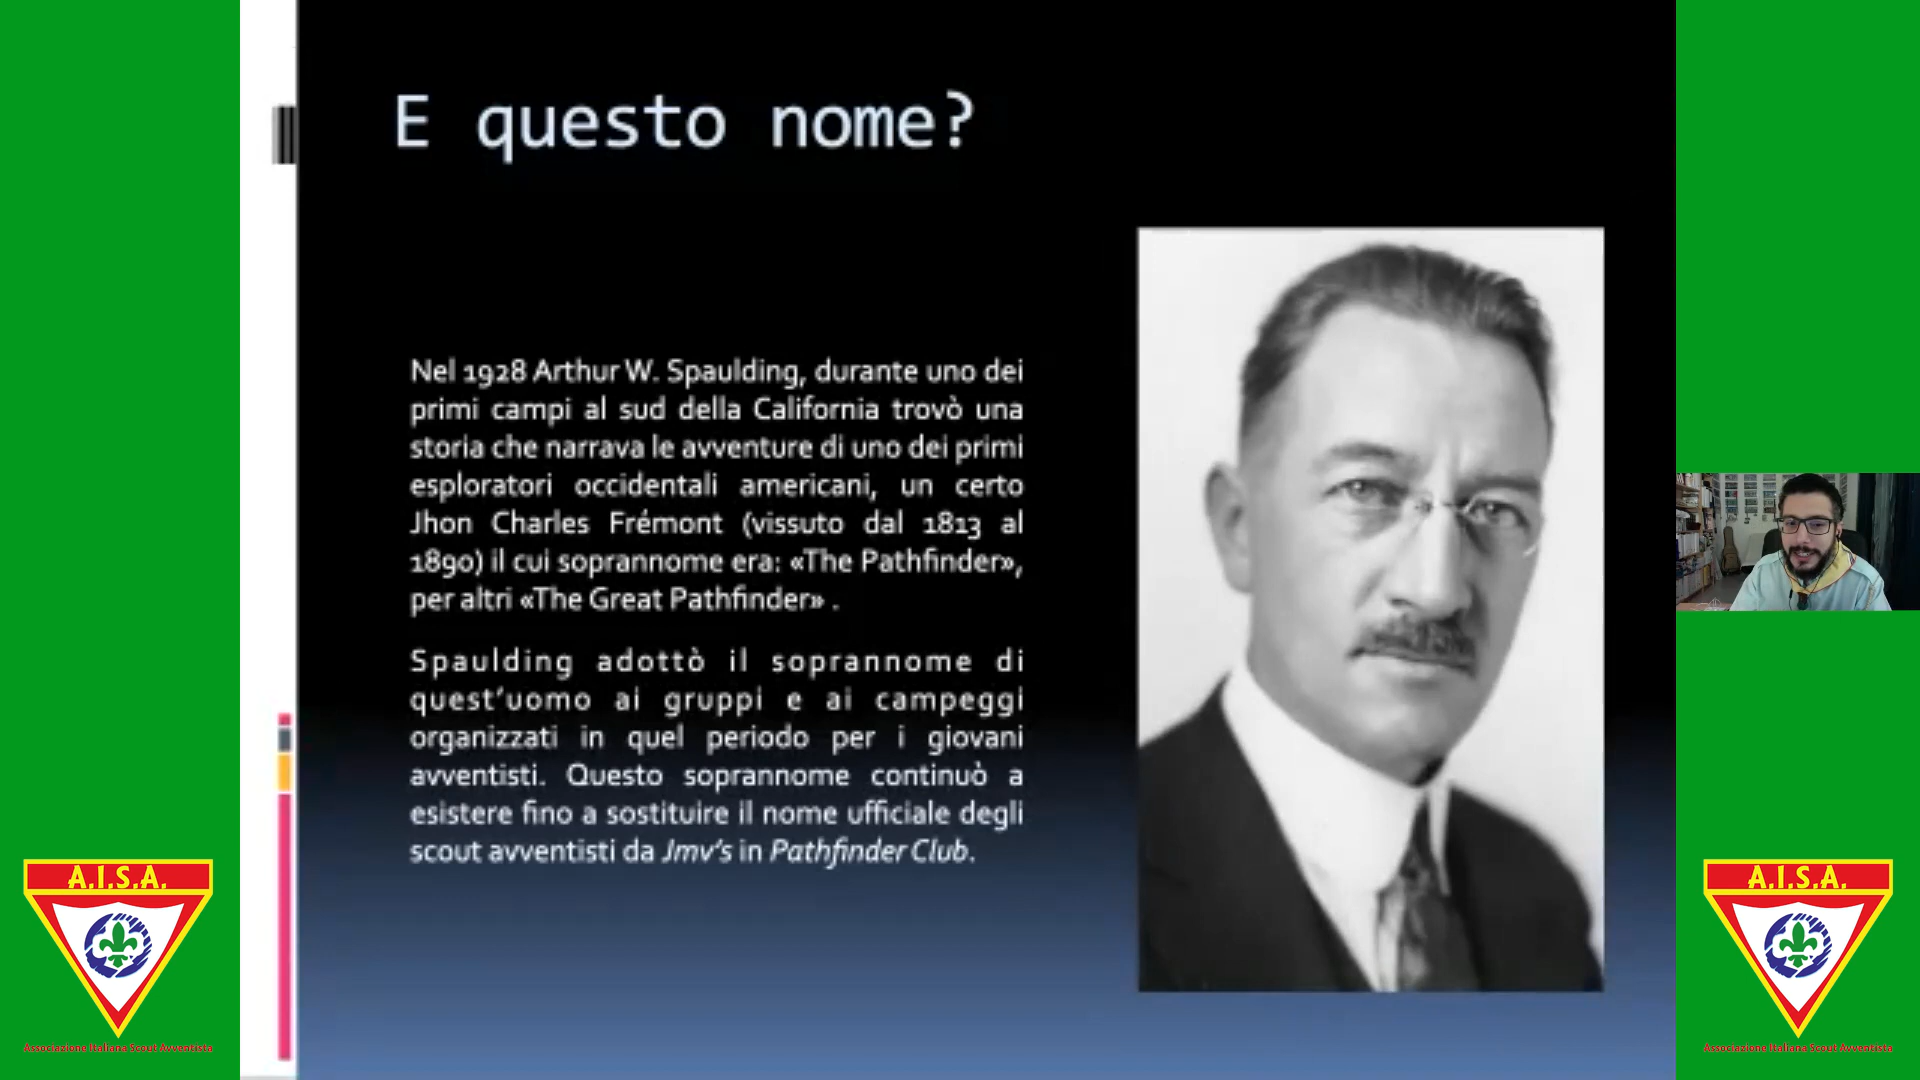 E questo nome?
Nel 1928 Arthur W. Spaulding, durante uno dei
primi campi al sud della California trovò una
storia che narrava le avventure di uno dei primi
esploratori occidentali americani, un certo
Jhon Charles Frémont (vissuto dal 1813 al
1890) il cui soprannome era: «The Pathfinder»,
per altri «The Great Pathfinder» .
Spaulding adottò il soprannome di
quest’uomo ai gruppi e ai campeggi
organizzati in quel periodo per i giovani
avventisti. Questo soprannome continuò a
esistere fino a sostituire il nome ufficiale degli
scout avventisti da Jmv’s in Pathfinder Club.
A.I.S.A.
Associazione Italiana Scout Avventista
A.I.S.A.
Associazione Italiana Scout Avventista